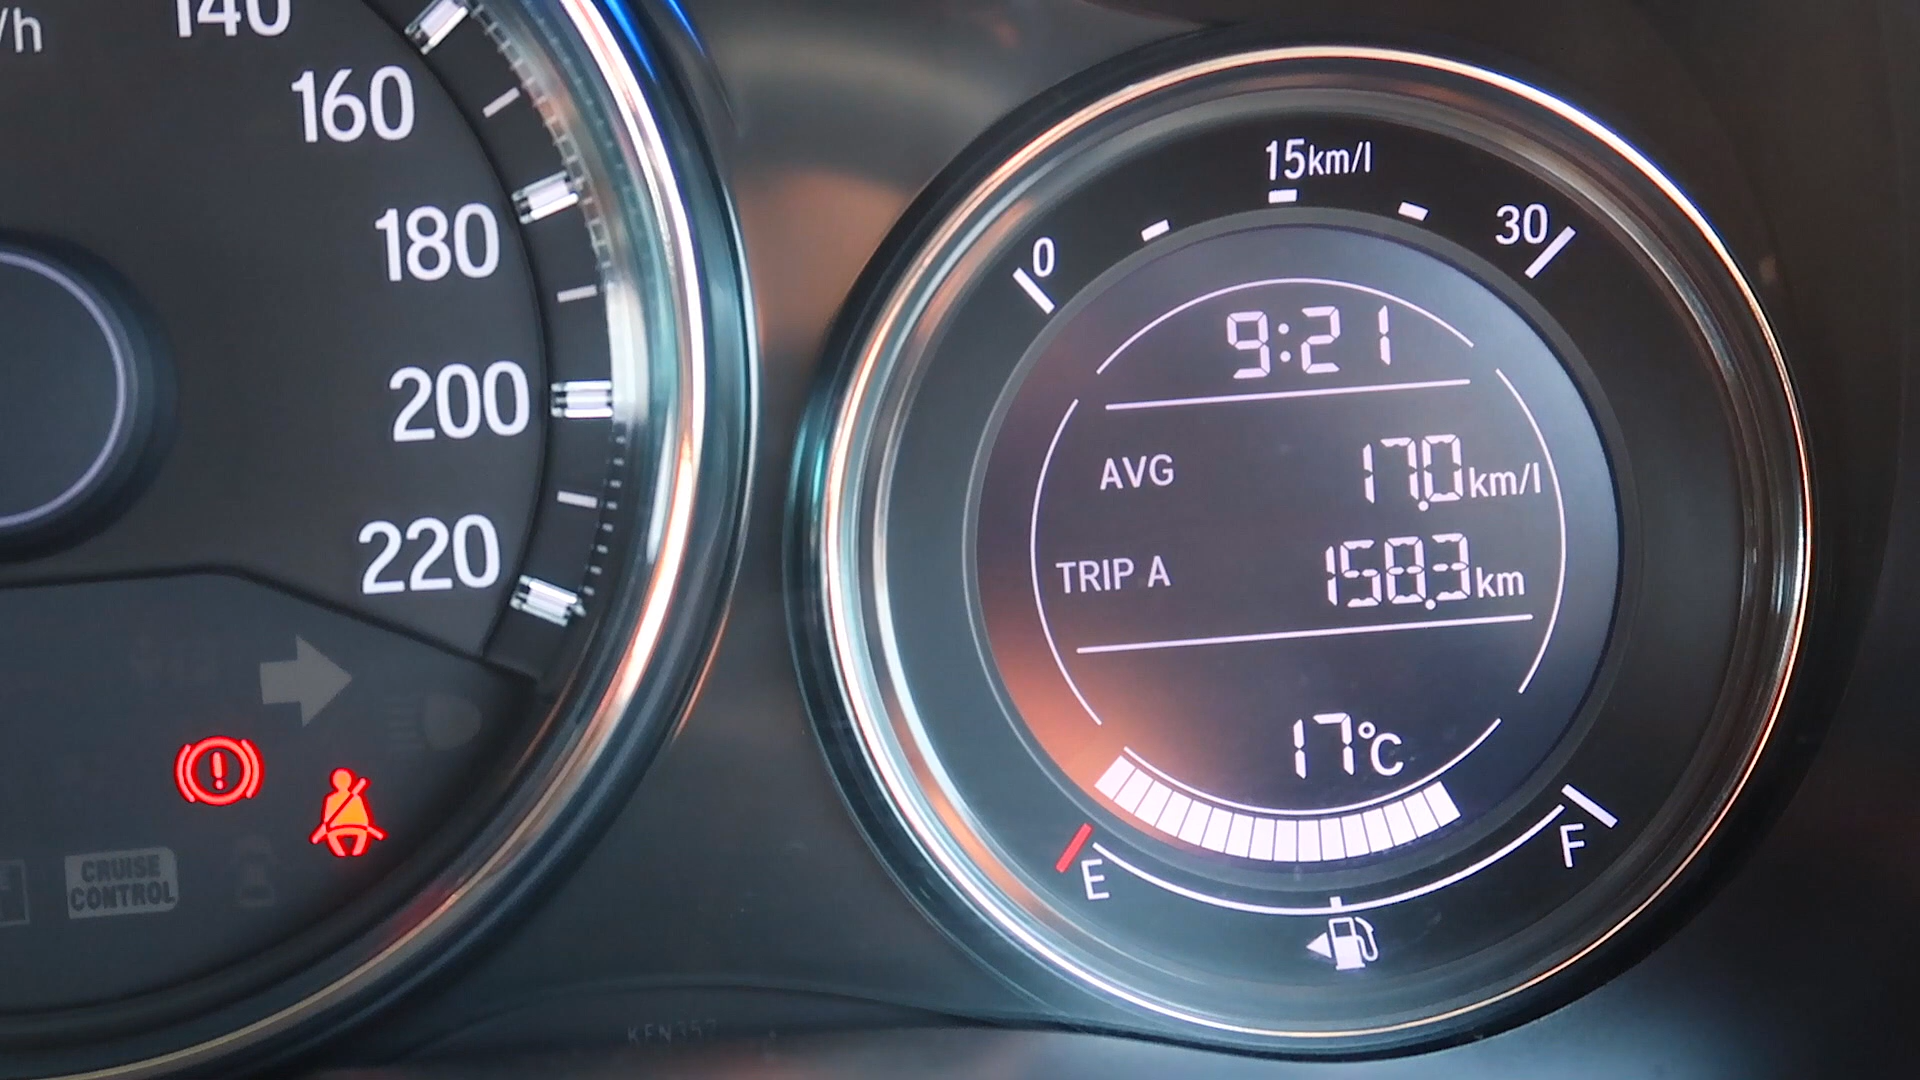 /h
140
160
180
200
220
CRUISE
CONTROL
0
15km/l
30
9:21
AVG 17.0km/l
TRIP A 158.3km
17°C
E
F